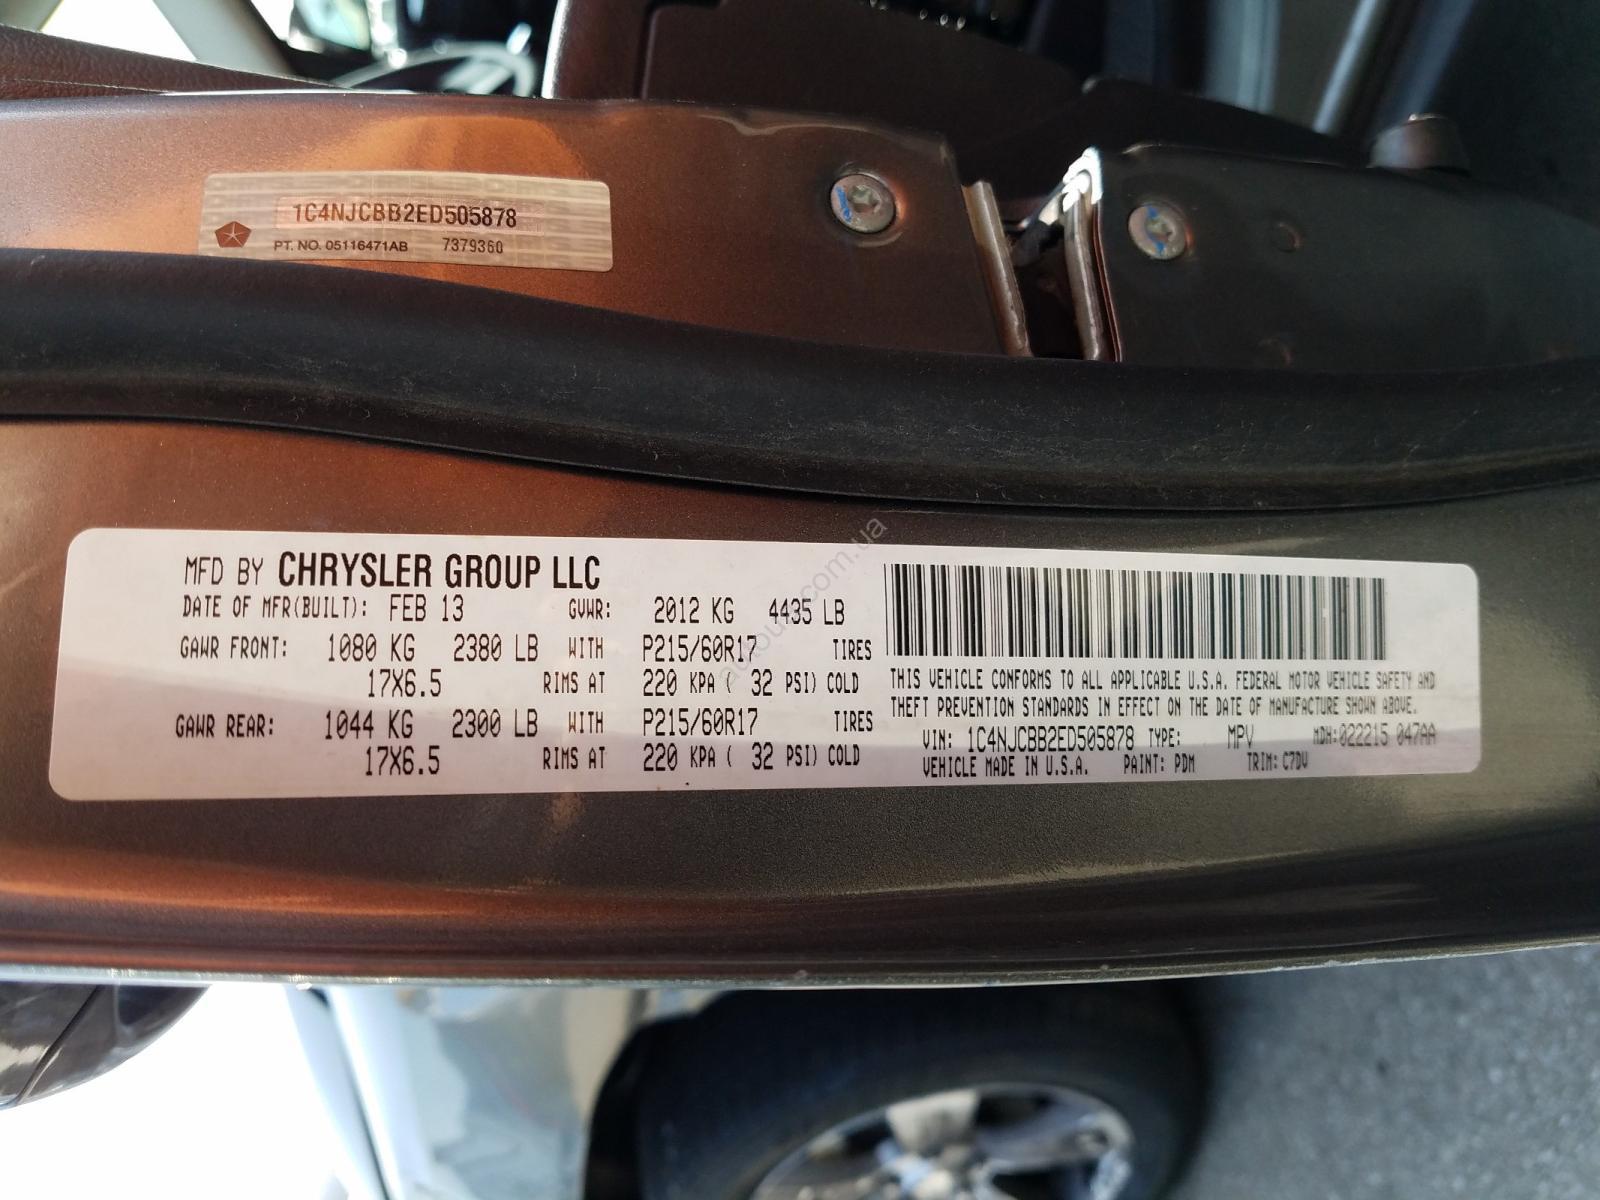 1C4NJCBB2ED505878
PT. NO. 05116471AB 7379360
MFD BY CHRYSLER GROUP LLC
DATE OF MFR(BUILT): FEB 13 GVWR: 2012 KG 4435 LB
GAWR FRONT: 1080 KG 2380 LB WITH P215/60R17 TIRES
17X6.5 RIMS AT 220 KPA ( 32 PSI) COLD
GAWR REAR: 1044 KG 2300 LB WITH P215/60R17 TIRES
17X6.5 RIMS AT 220 KPA ( 32 PSI) COLD
THIS VEHICLE CONFORMS TO ALL APPLICABLE U.S.A. FEDERAL MOTOR VEHICLE SAFETY AND
THEFT PREVENTION STANDARDS IN EFFECT ON THE DATE OF MANUFACTURE SHOWN ABOVE.
VIN: 1C4NJCBB2ED505878 TYPE: MPV MDH:022215 047AA
VEHICLE MADE IN U.S.A. PAINT: PDM TRIM: C7DV